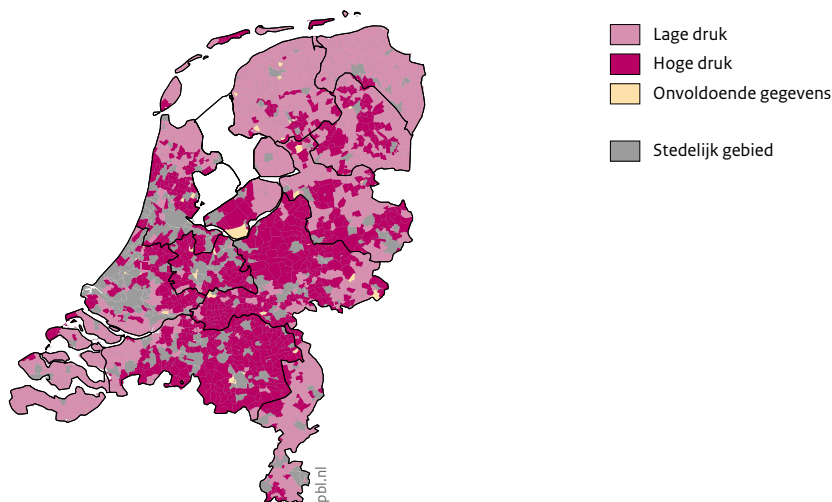 Lage druk
Hoge druk
Onvoldoende gegevens
Stedelijk gebied
pbl.nl